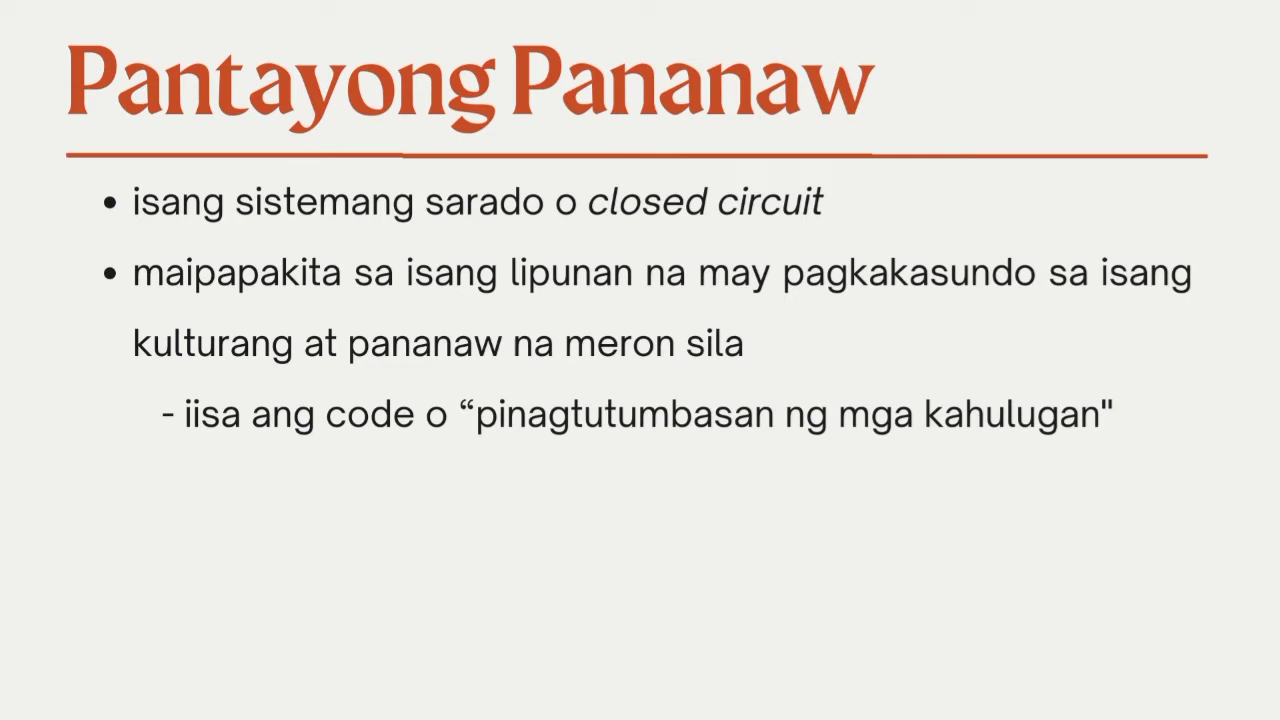 Pantayong Pananaw
• isang sistemang sarado o closed circuit
• maipapakita sa isang lipunan na may pagkakasundo sa isang
kulturang at pananaw na meron sila
- iisa ang code o “pinagtutumbasan ng mga kahulugan"